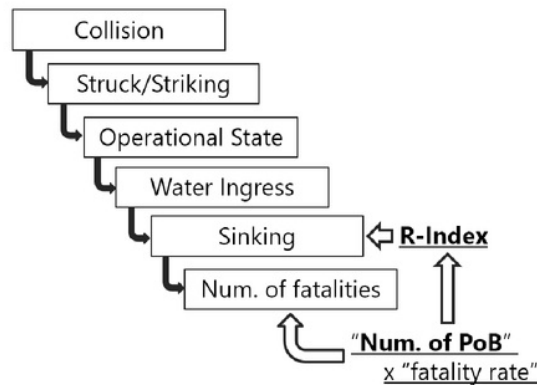 Collision
Struck/Striking
Operational State
Water Ingress
Sinking
R-Index
Num. of fatalities
"Num. of PoB"
x "fatality rate"